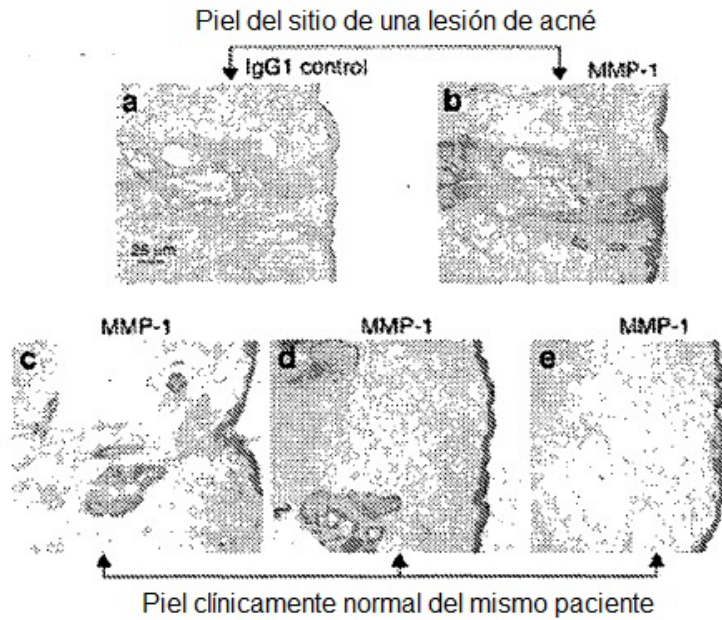 Piel del sitio de una lesión de acné
IgG1 control
MMP-1
a
b
25 µm
MMP-1
MMP-1
MMP-1
c
d
e
Piel clínicamente normal del mismo paciente